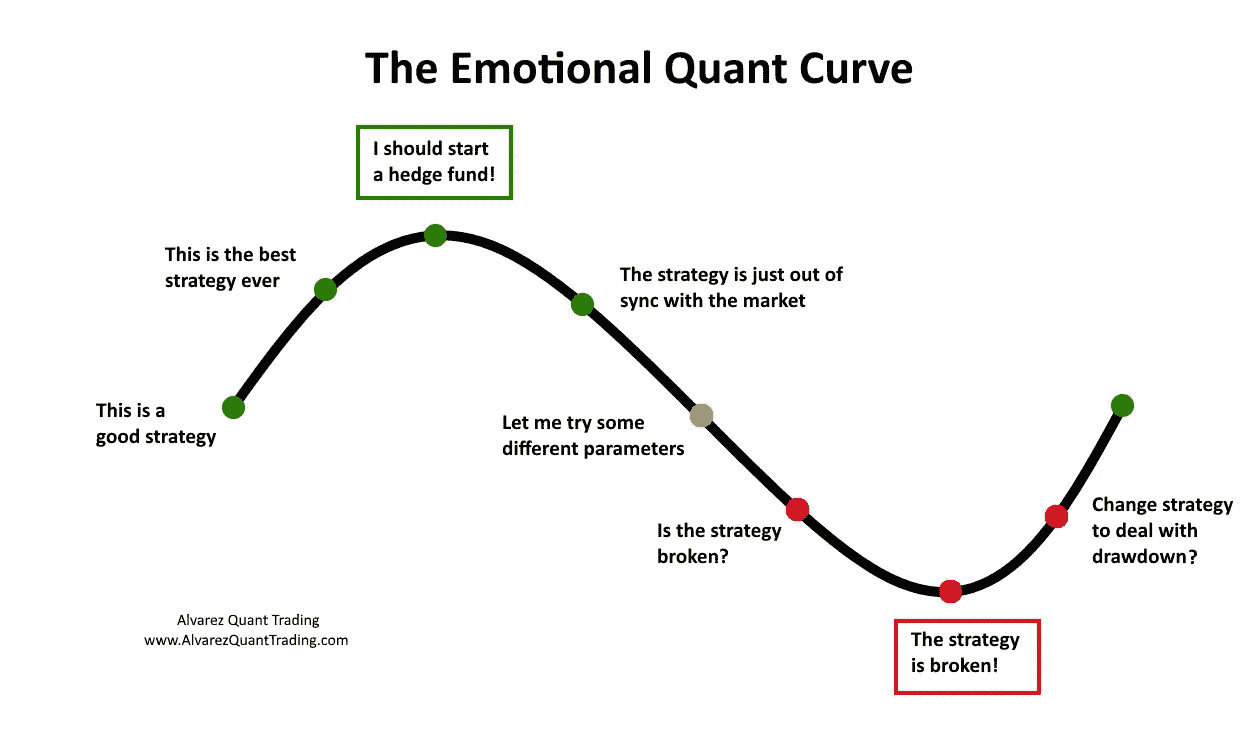 The Emotional Quant Curve
I should start
a hedge fund!
This is the best
strategy ever
The strategy is just out of
sync with the market
This is a
good strategy
Let me try some
different parameters
Is the strategy
broken?
Change strategy
to deal with
drawdown?
The strategy
is broken!
Alvarez Quant Trading
www.AlvarezQuantTrading.com